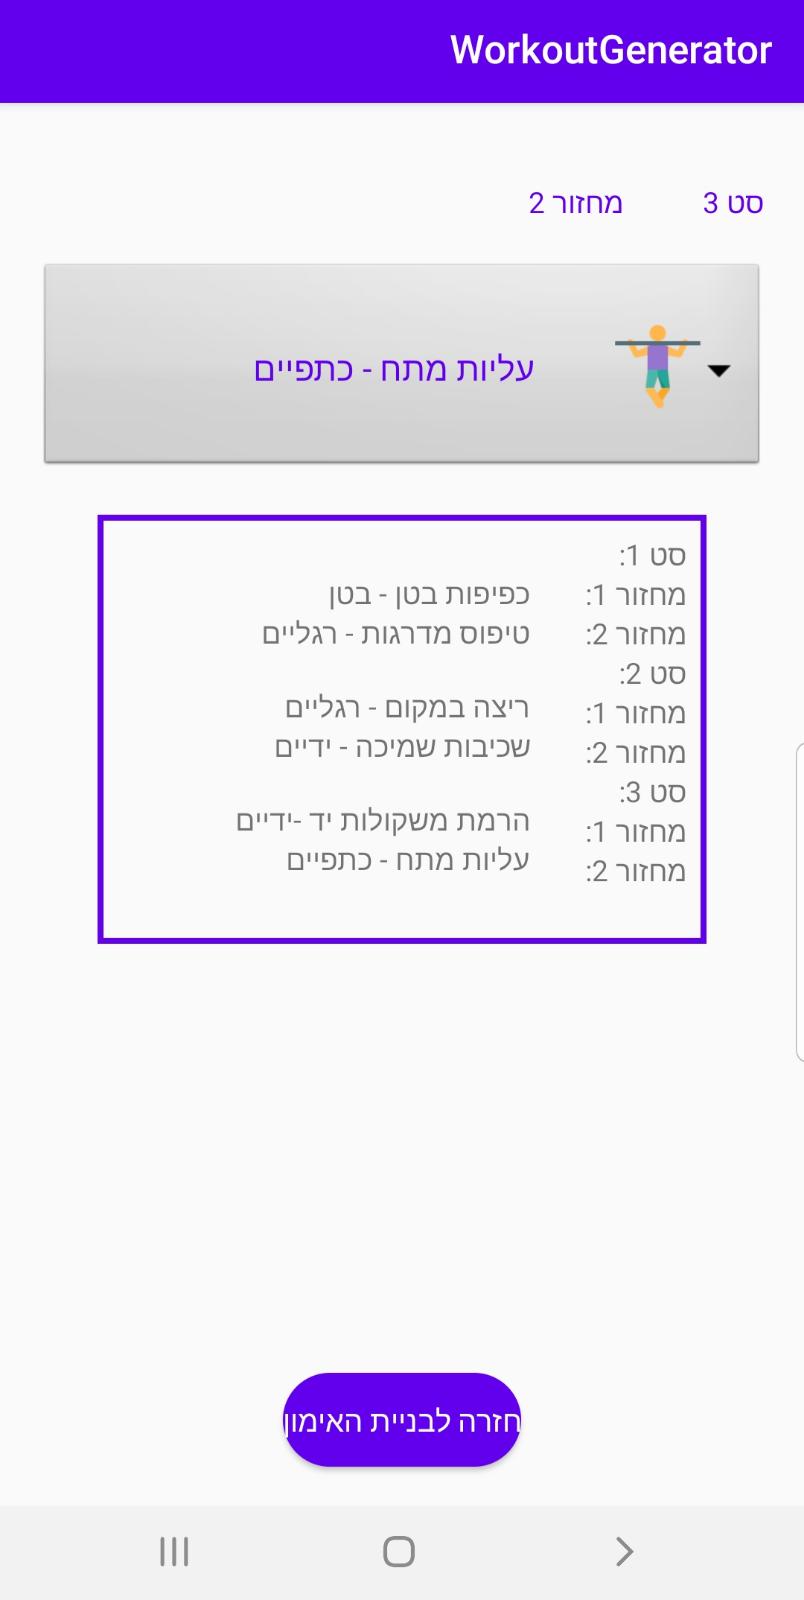 WorkoutGenerator
סט 3 מחזור 2
עליות מתח - כתפיים
סט 1:
מחזור 1: כפיפות בטן - בטן
מחזור 2: טיפוס מדרגות - רגליים
סט 2:
מחזור 1: ריצה במקום - רגליים
מחזור 2: שכיבות שמיכה - ידיים
סט 3:
מחזור 1: הרמת משקולות יד -ידיים
מחזור 2: עליות מתח - כתפיים
חזרה לבניית האימון